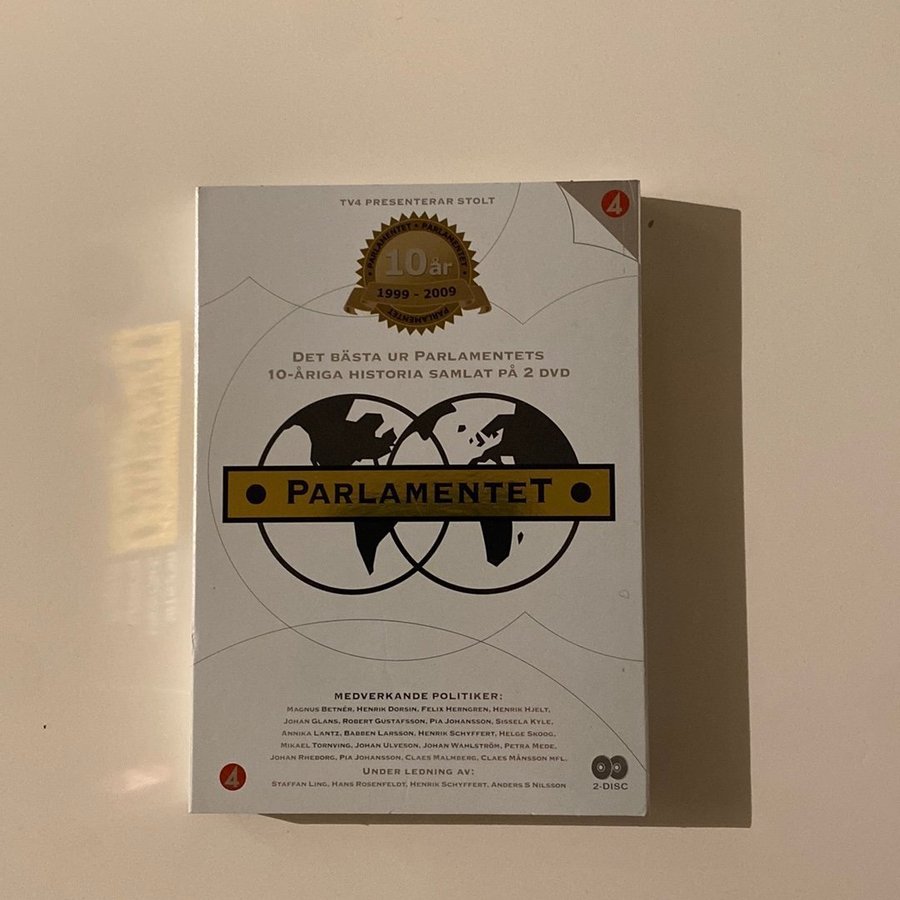 TV4 PRESENTERAR STOLT
4
PARLAMENTET • PARLAMENTET
10 år
1999 - 2009
PARLAMENTET
DET BÄSTA UR PARLAMENTETS
10-ÅRIGA HISTORIA SAMLAT PÅ 2 DVD
• PARLAMENTET •
MEDVERKANDE POLITIKER:
MAGNUS BETNÉR, HENRIK DORSIN, FELIX HERNGREN, HENRIK HJELT,
JOHAN GLANS, ROBERT GUSTAFSSON, PIA JOHANSSON, SISSELA KYLE,
ANNIKA LANTZ, BABBEN LARSSON, HENRIK SCHYFFERT, HELGE SKOOG,
MIKAEL TORNVING, JOHAN ULVESON, JOHAN WAHLSTRÖM, PETRA MEDE,
JOHAN RHEBORG, PIA JOHANSSON, CLAES MALMBERG, CLAES MÅNSSON MFL.
UNDER LEDNING AV:
STAFFAN LING, HANS ROSENFELDT, HENRIK SCHYFFERT, ANDERS S NILSSON
4
2-DISC